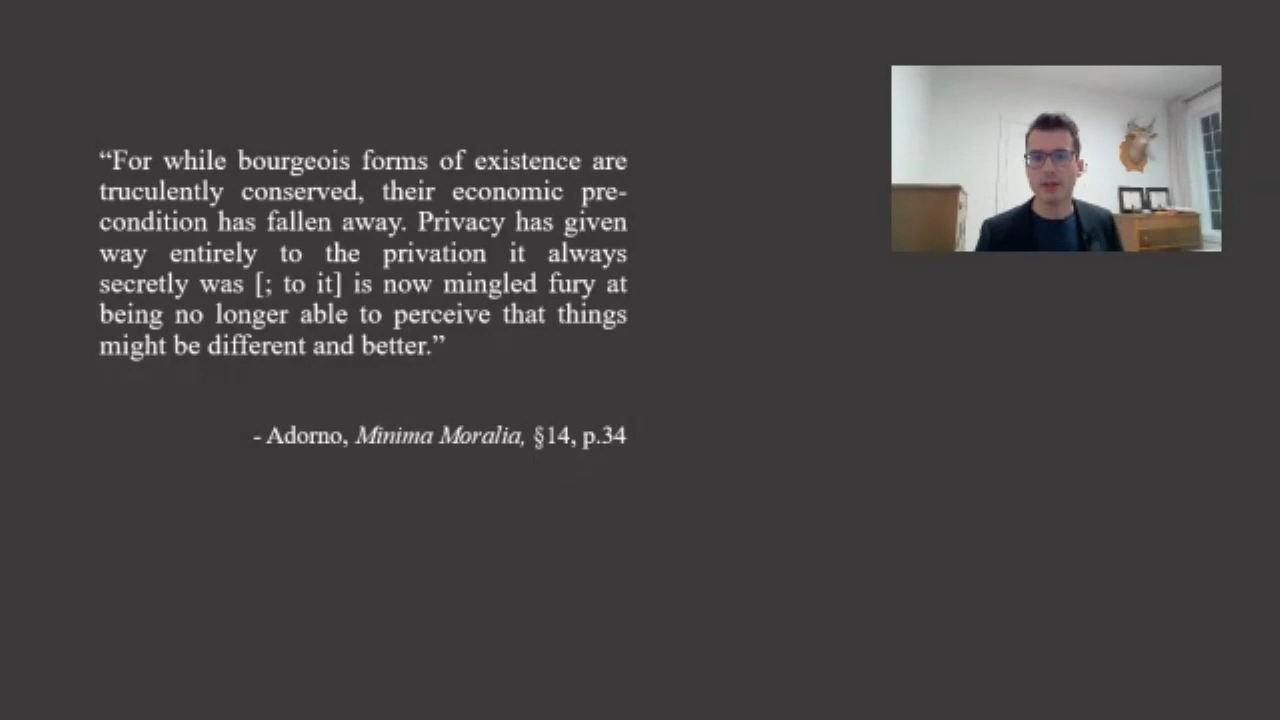 “For while bourgeois forms of existence are
truculently conserved, their economic pre-
condition has fallen away. Privacy has given
way entirely to the privation it always
secretly was [; to it] is now mingled fury at
being no longer able to perceive that things
might be different and better.”
- Adorno, Minima Moralia, §14, p.34